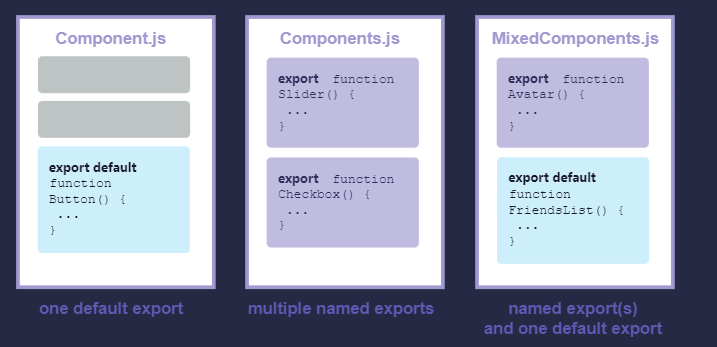 Component.js
export default
function
Button() {
...
}
one default export
Components.js
export function
Slider() {
...
}
export function
Checkbox() {
...
}
multiple named exports
MixedComponents.js
export function
Avatar() {
...
}
export default
function
FriendsList() {
...
}
named export(s)
and one default export